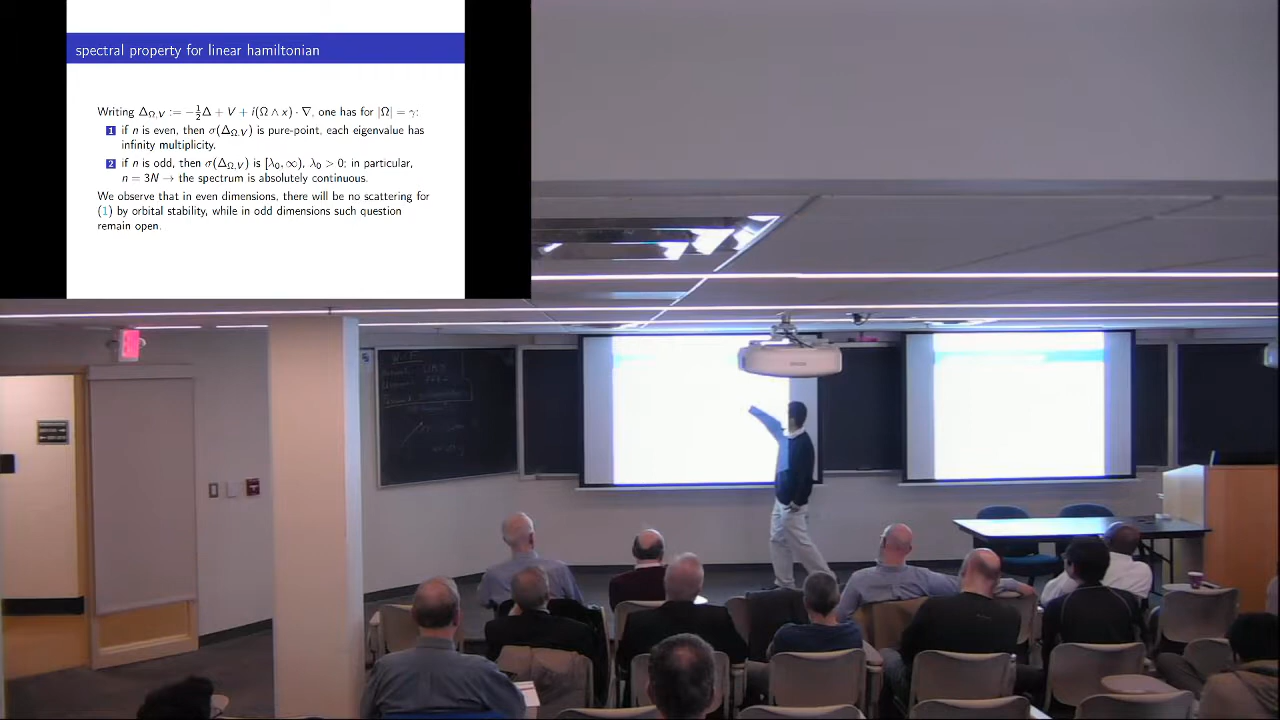 spectral property for linear hamiltonian
Writing Δ_{Ω,V} := −½Δ + V + i(Ω ∧ x) · ∇, one has for |Ω| = γ:
1 if n is even, then σ(Δ_{Ω,V}) is pure-point, each eigenvalue has
infinity multiplicity.
2 if n is odd, then σ(Δ_{Ω,V}) is [λ₀, ∞), λ₀ > 0; in particular,
n = 3N → the spectrum is absolutely continuous.
We observe that in even dimensions, there will be no scattering for
(1) by orbital stability, while in odd dimensions such question
remain open.